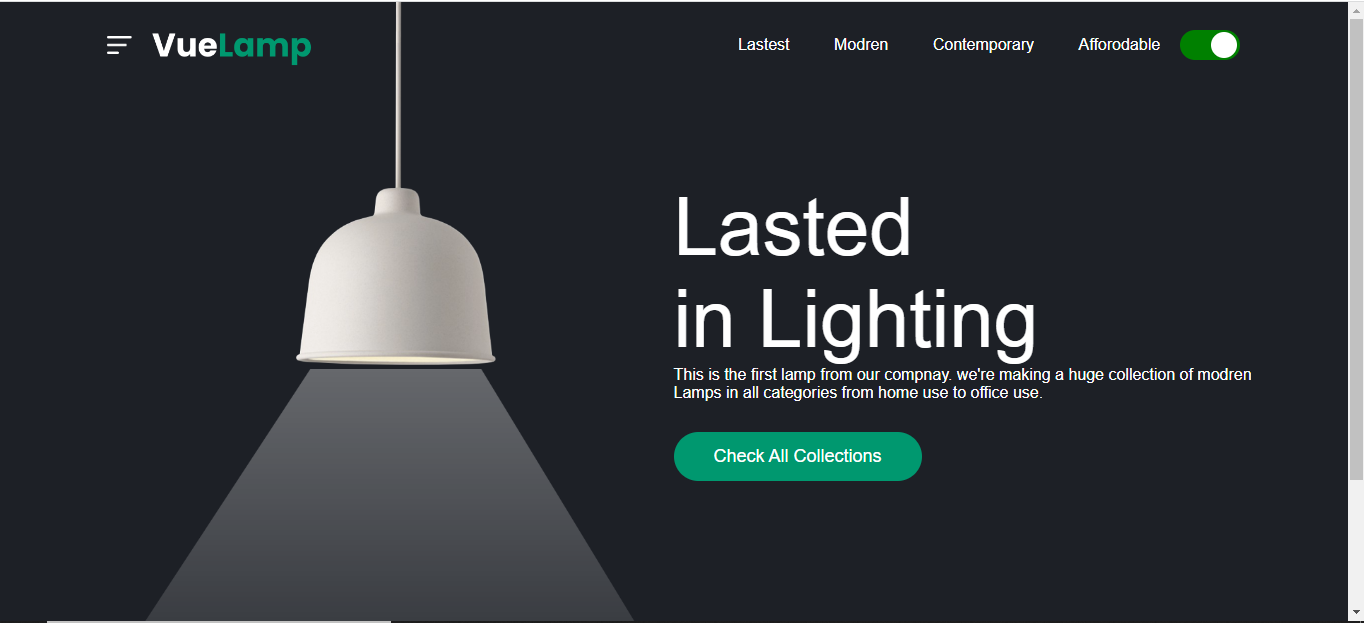 VueLamp
Lastest Modren Contemporary Afforodable
Lasted
in Lighting
This is the first lamp from our compnay. we're making a huge collection of modren
Lamps in all categories from home use to office use.
Check All Collections